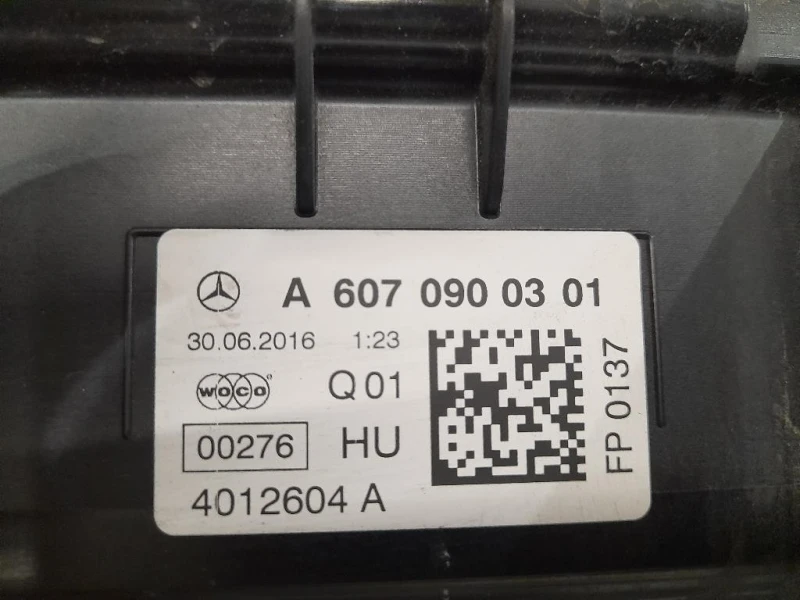 A 607 090 03 01
30.06.2016 1:23
WOCO® Q 01
00276 HU
4012604 A
FP 0137